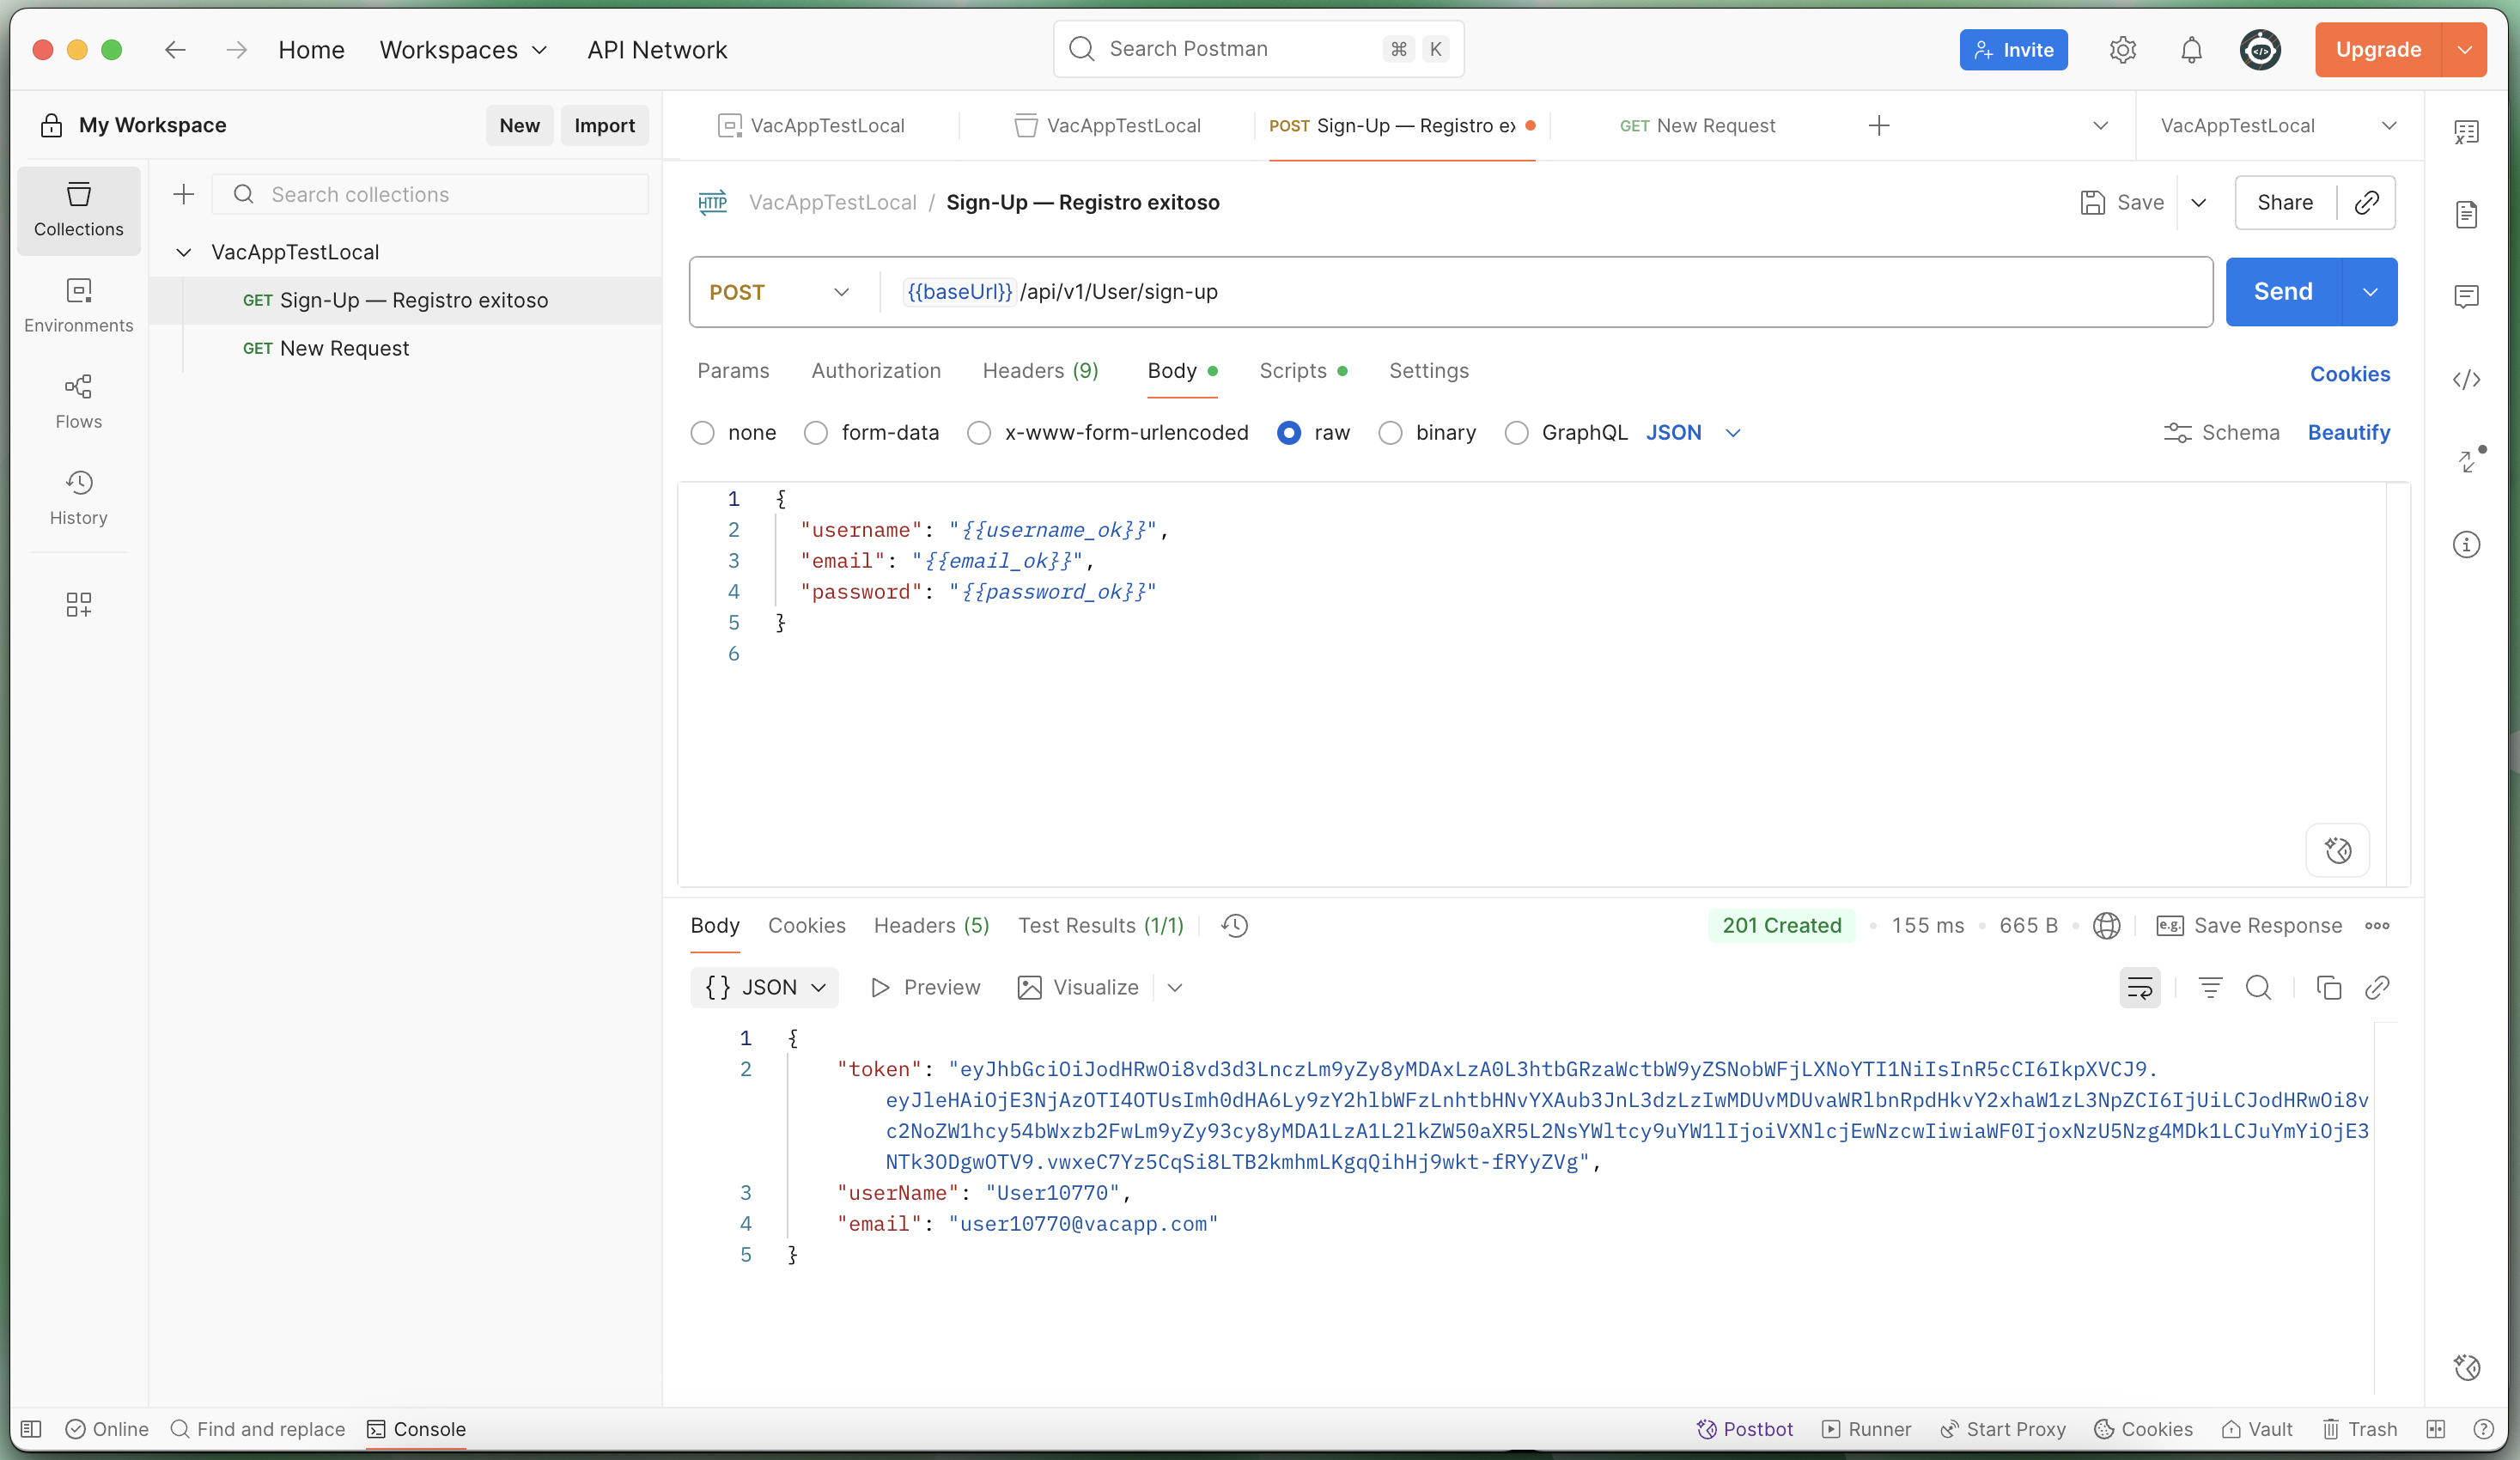 Home Workspaces API Network Search Postman ⌘ K Invite Upgrade
My Workspace New Import VacAppTestLocal VacAppTestLocal POST Sign-Up — Registro ex GET New Request VacAppTestLocal
Collections
Environments
Flows
History
Search collections
VacAppTestLocal
GET Sign-Up — Registro exitoso
GET New Request
HTTP VacAppTestLocal / Sign-Up — Registro exitoso Save Share
POST {{baseUrl}} /api/v1/User/sign-up Send
Params Authorization Headers (9) Body Scripts Settings Cookies
none form-data x-www-form-urlencoded raw binary GraphQL JSON Schema Beautify
1 {
2 "username": "{{username_ok}}",
3 "email": "{{email_ok}}",
4 "password": "{{password_ok}}"
5 }
6
Body Cookies Headers (5) Test Results (1/1) 201 Created 155 ms 665 B e.g. Save Response
{} JSON Preview Visualize
1 {
2 "token": "eyJhbGciOiJodHRwOi8vd3d3LnczLm9yZy8yMDAxLzA0L3htbGRzaWctbW9yZSNobWFjLXNoYTI1NiIsInR5cCI6IkpXVCJ9.
eyJleHAiOjE3NjAzOTI4OTUsImh0dHA6Ly9zY2hlbWFzLnhtbHNvYXAub3JnL3dzLzIwMDUvMDUvaWRlbnRpdHkvY2xhaW1zL3NpZCI6IjUiLCJodHRwOi8v
c2NoZW1hcy54bWxzb2FwLm9yZy93cy8yMDA1LzA1L2lkZW50aXR5L2NsYWltcy9uYW1lIjoiVXNlcjEwNzcwIiwiaWF0IjoxNzU5Nzg4MDk1LCJuYmYiOjE3
NTk3ODgwOTV9.vwxeC7Yz5CqSi8LTB2kmhmLKgqQihHj9wkt-fRYyZVg",
3 "userName": "User10770",
4 "email": "user10770@vacapp.com"
5 }
Online Find and replace Console Postbot Runner Start Proxy Cookies Vault Trash